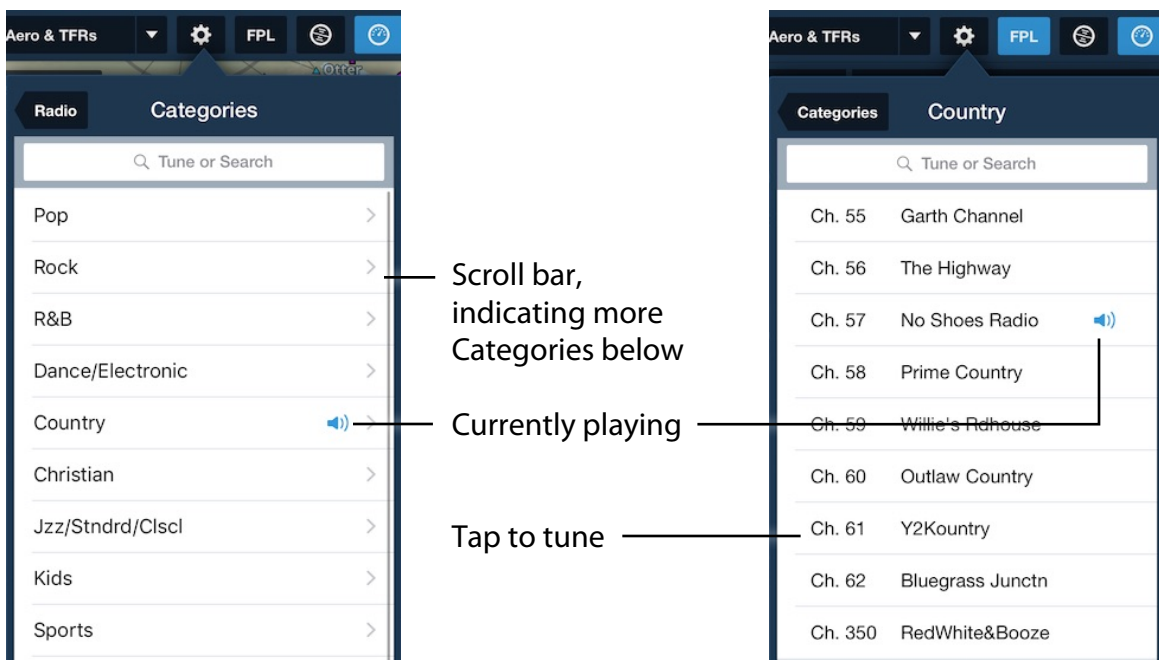 Aero & TFRs
FPL
Otter
Radio
Categories
Tune or Search
Pop
Rock
R&B
Dance/Electronic
Country
Christian
Jzz/Stndrd/Clscl
Kids
Sports
Scroll bar,
indicating more
Categories below
Currently playing
Tap to tune
Aero & TFRs
FPL
Categories
Country
Tune or Search
Ch. 55 Garth Channel
Ch. 56 The Highway
Ch. 57 No Shoes Radio
Ch. 58 Prime Country
Ch. 59 Willie's Rdhouse
Ch. 60 Outlaw Country
Ch. 61 Y2Kountry
Ch. 62 Bluegrass Junctn
Ch. 350 RedWhite&Booze